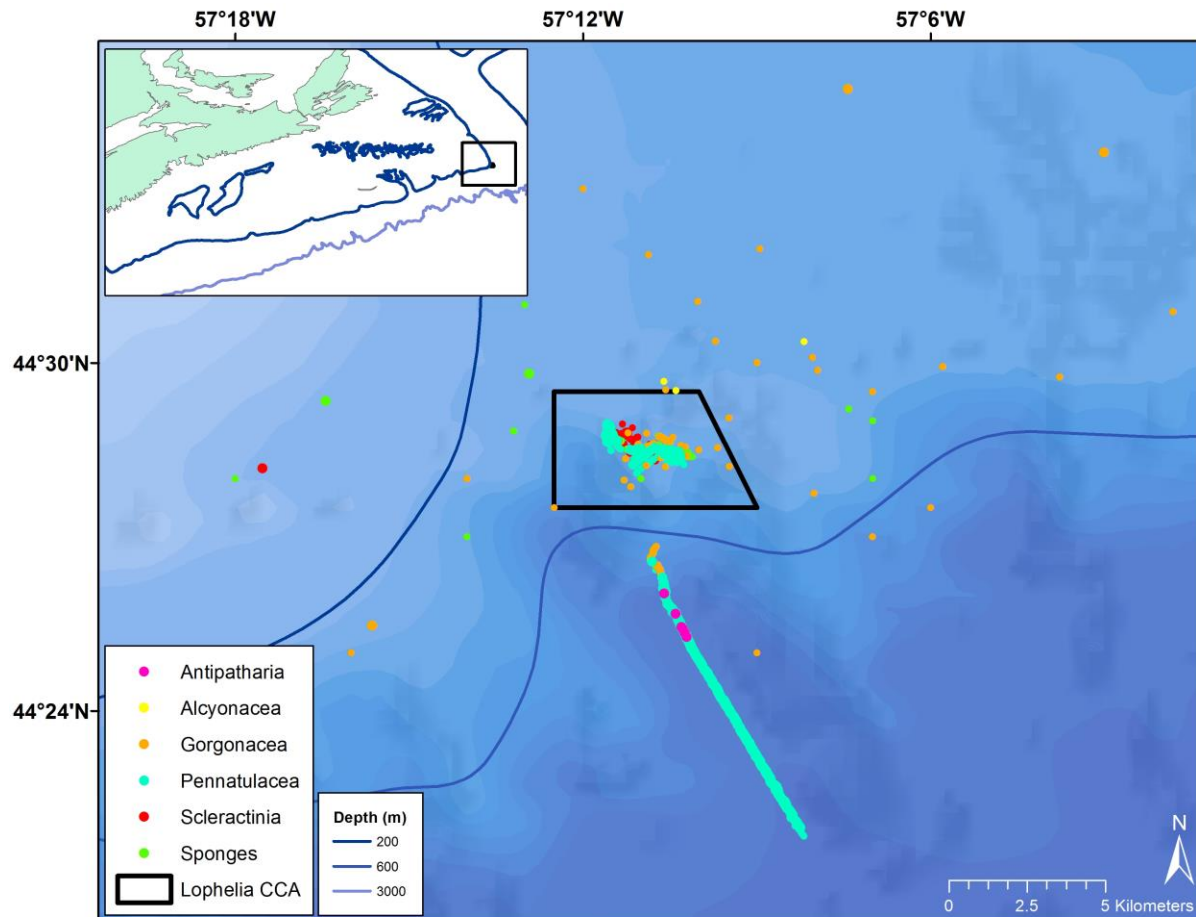 57°18'W 57°12'W 57°6'W
44°30'N
44°24'N
Antipatharia
Alcyonacea
Gorgonacea
Pennatulacea
Scleractinia
Sponges
Lophelia CCA
Depth (m)
200
600
3000
N
0 2.5 5 Kilometers